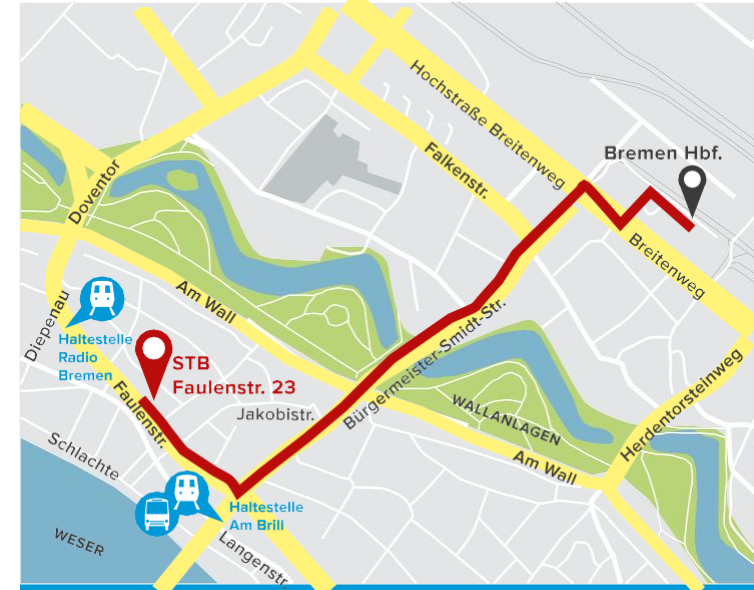 Hochstraße Breitenweg
Bremen Hbf.
Falkenstr.
Doventor
Breitenweg
Am Wall
Diepenau
Haltestelle
Radio
Bremen
STB
Faulenstr. 23
Bürgermeister-Smidt-Str.
Herdentorsteinweg
Faulenstr.
Jakobistr.
WALLANLAGEN
Schlachte
Am Wall
Haltestelle
Am Brill
WESER
Langenstr.